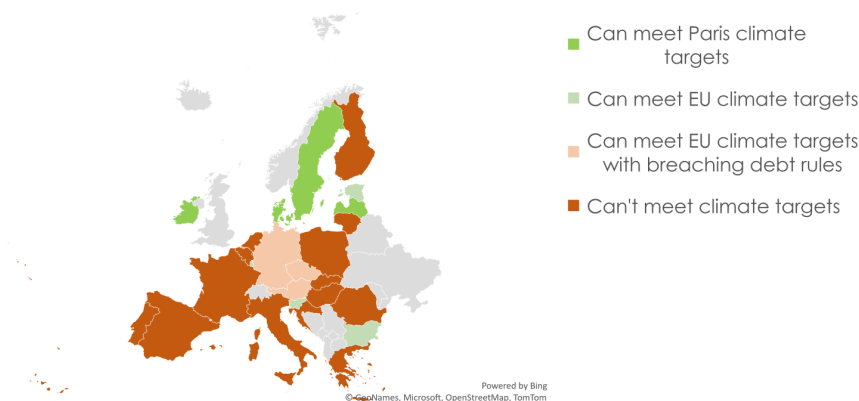 Can meet Paris climate
targets
Can meet EU climate targets
Can meet EU climate targets
with breaching debt rules
Can't meet climate targets
Powered by Bing
© GeoNames, Microsoft, OpenStreetMap, TomTom